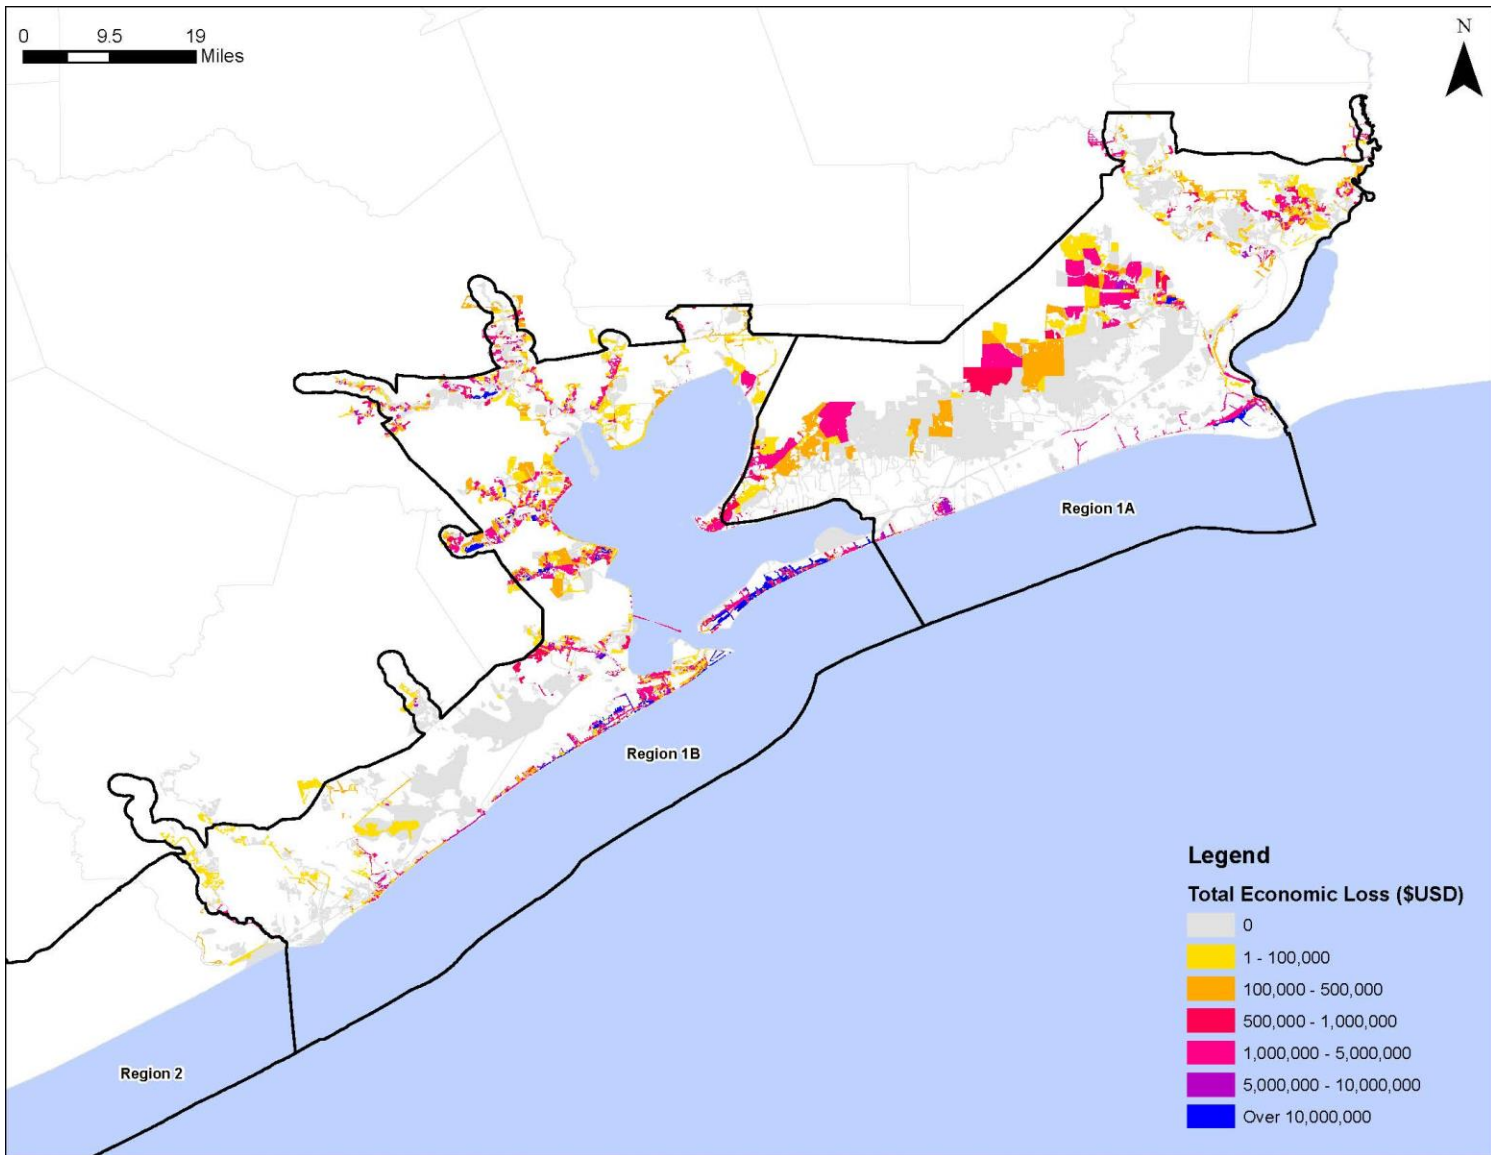 0 9.5 19
Miles
N
Region 1A
Region 1B
Region 2
Legend
Total Economic Loss ($USD)
0
1 - 100,000
100,000 - 500,000
500,000 - 1,000,000
1,000,000 - 5,000,000
5,000,000 - 10,000,000
Over 10,000,000